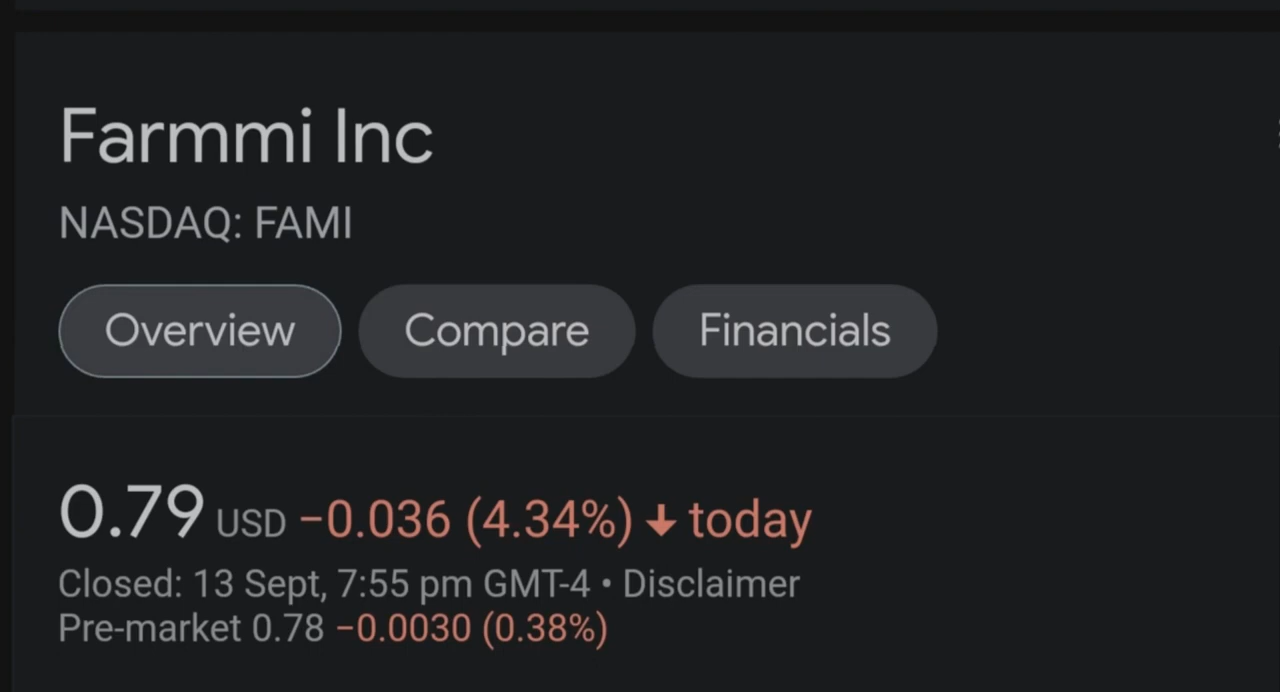 Farmmi Inc
NASDAQ: FAMI
Overview Compare Financials
0.79 USD −0.036 (4.34%) ↓ today
Closed: 13 Sept, 7:55 pm GMT-4 • Disclaimer
Pre-market 0.78 −0.0030 (0.38%)